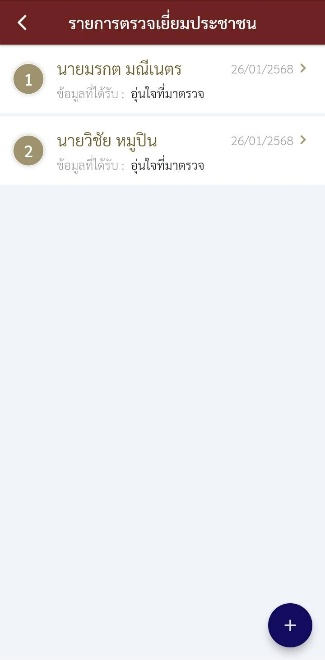 รายการตรวจเยี่ยมประชาชน
1
นายมรกต มณีเนตร
26/01/2568
ข้อมูลที่ได้รับ : อุ่นใจที่มาตรวจ
2
นายวิชัย หมูปิน
26/01/2568
ข้อมูลที่ได้รับ : อุ่นใจที่มาตรวจ